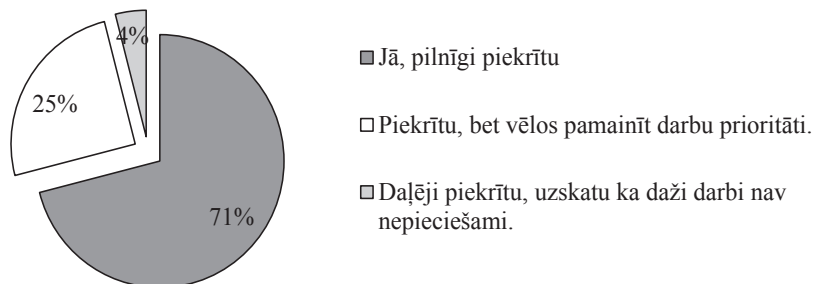 4%
25%
71%
Jā, pilnīgi piekrītu
Piekrītu, bet vēlos pamainīt darbu prioritāti.
Daļēji piekrītu, uzskatu ka daži darbi nav
nepieciešami.